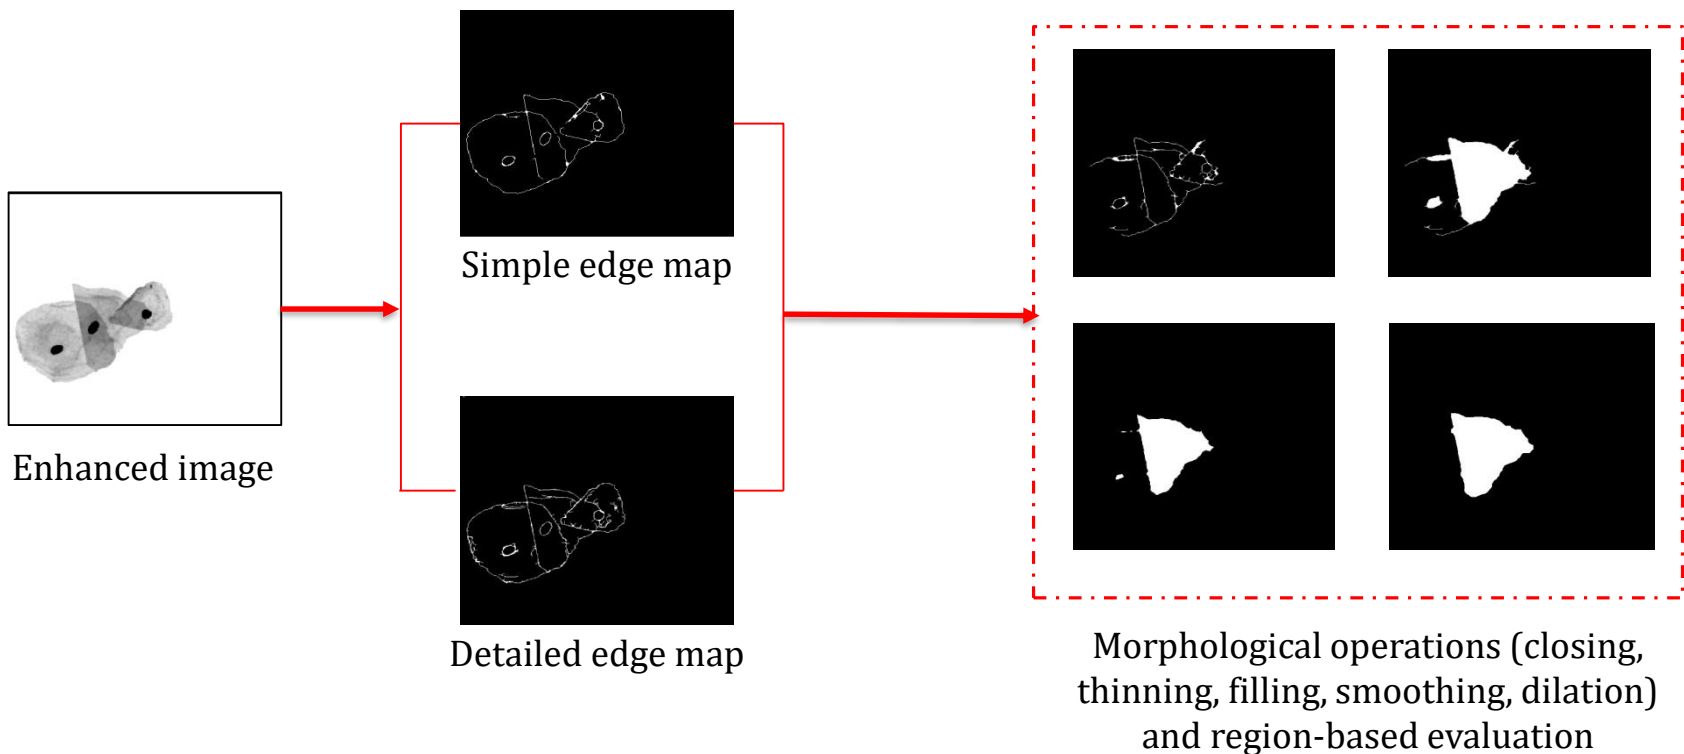 Simple edge map
Enhanced image
Detailed edge map
Morphological operations (closing,
thinning, filling, smoothing, dilation)
and region-based evaluation